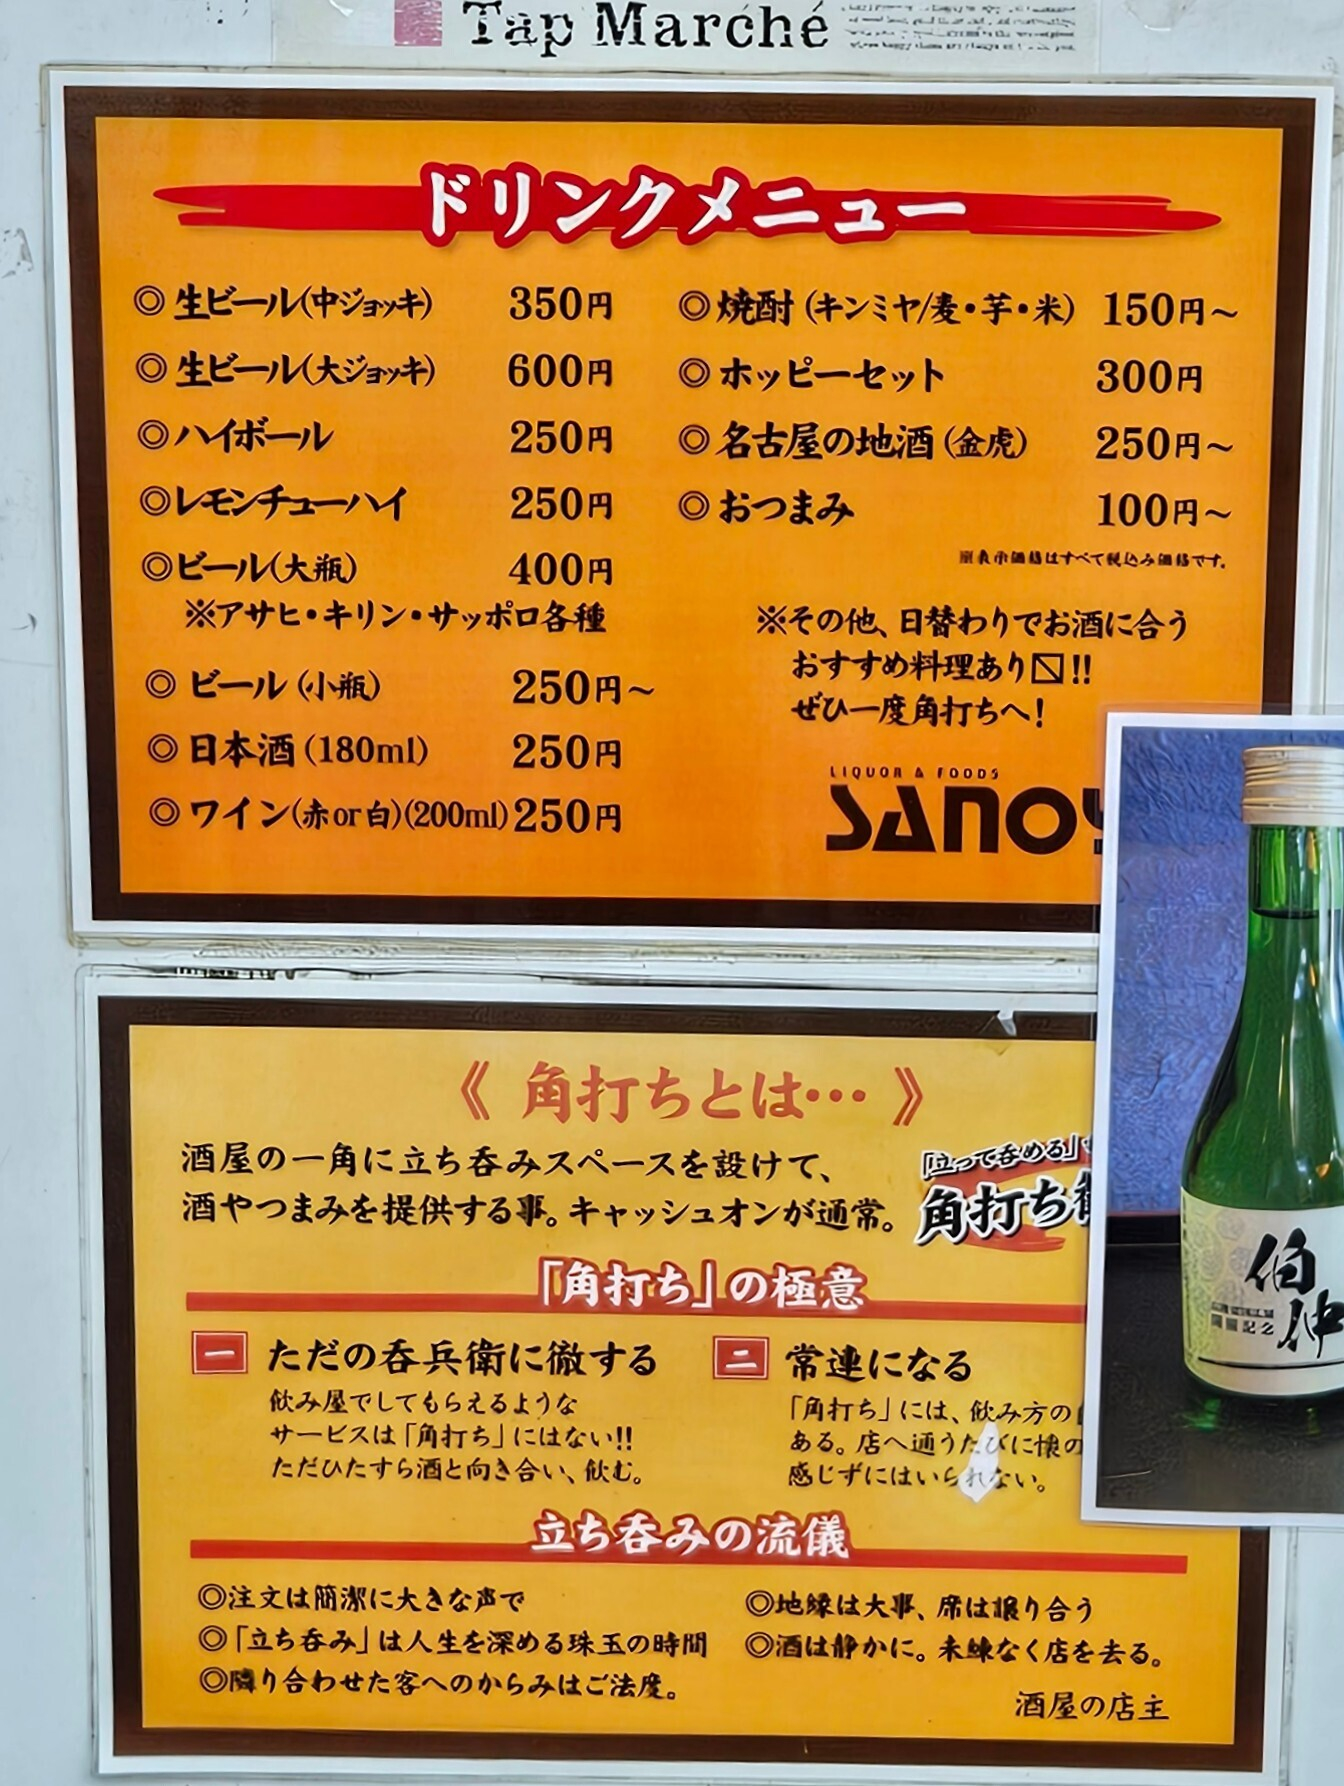 Tap Marché
ドリンクメニュー
◎ 生ビール(中ジョッキ) 350円
◎ 生ビール(大ジョッキ) 600円
◎ ハイボール 250円
◎レモンチューハイ 250円
◎ビール(大瓶) 400円
※アサヒ・キリン・サッポロ各種
◎ ビール (小瓶) 250円～
◎ 日本酒 (180ml) 250円
◎ ワイン(赤or白)(200ml) 250円
◎焼酎 (キンミヤ/麦・芋・米) 150円～
◎ ホッピーセット 300円
◎ 名古屋の地酒 (金虎) 250円～
◎ おつまみ 100円～
※表示価格はすべて税込み価格です。
※その他、日替わりでお酒に合う
おすすめ料理あり〼!!
ぜひ一度角打ちへ!
LIQUOR & FOODS
SANO
《 角打ちとは… 》
酒屋の一角に立ち呑みスペースを設けて、
酒やつまみを提供する事。キャッシュオンが通常。
「立って呑める」
角打ち
「角打ち」の極意
一 ただの呑兵衛に徹する
飲み屋でしてもらえるような
サービスは「角打ち」にはない!!
ただひたすら酒と向き合い、飲む。
二 常連になる
「角打ち」には、飲み方の
ある。店へ通うたびに懐の
感じずにはいられない。
立ち呑みの流儀
◎注文は簡潔に大きな声で
◎「立ち呑み」は人生を深める珠玉の時間
◎隣り合わせた客へのからみはご法度。
◎地縁は大事、席は譲り合う
◎酒は静かに。未練なく店を去る。
酒屋の店主
伯仲
記念